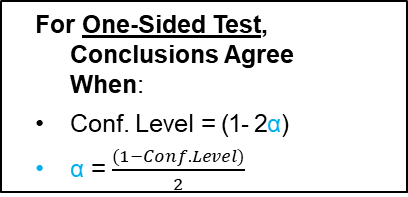 For One-Sided Test,
Conclusions Agree
When:
• Conf. Level = (1- 2α)
• α = (1−Conf.Level)
2